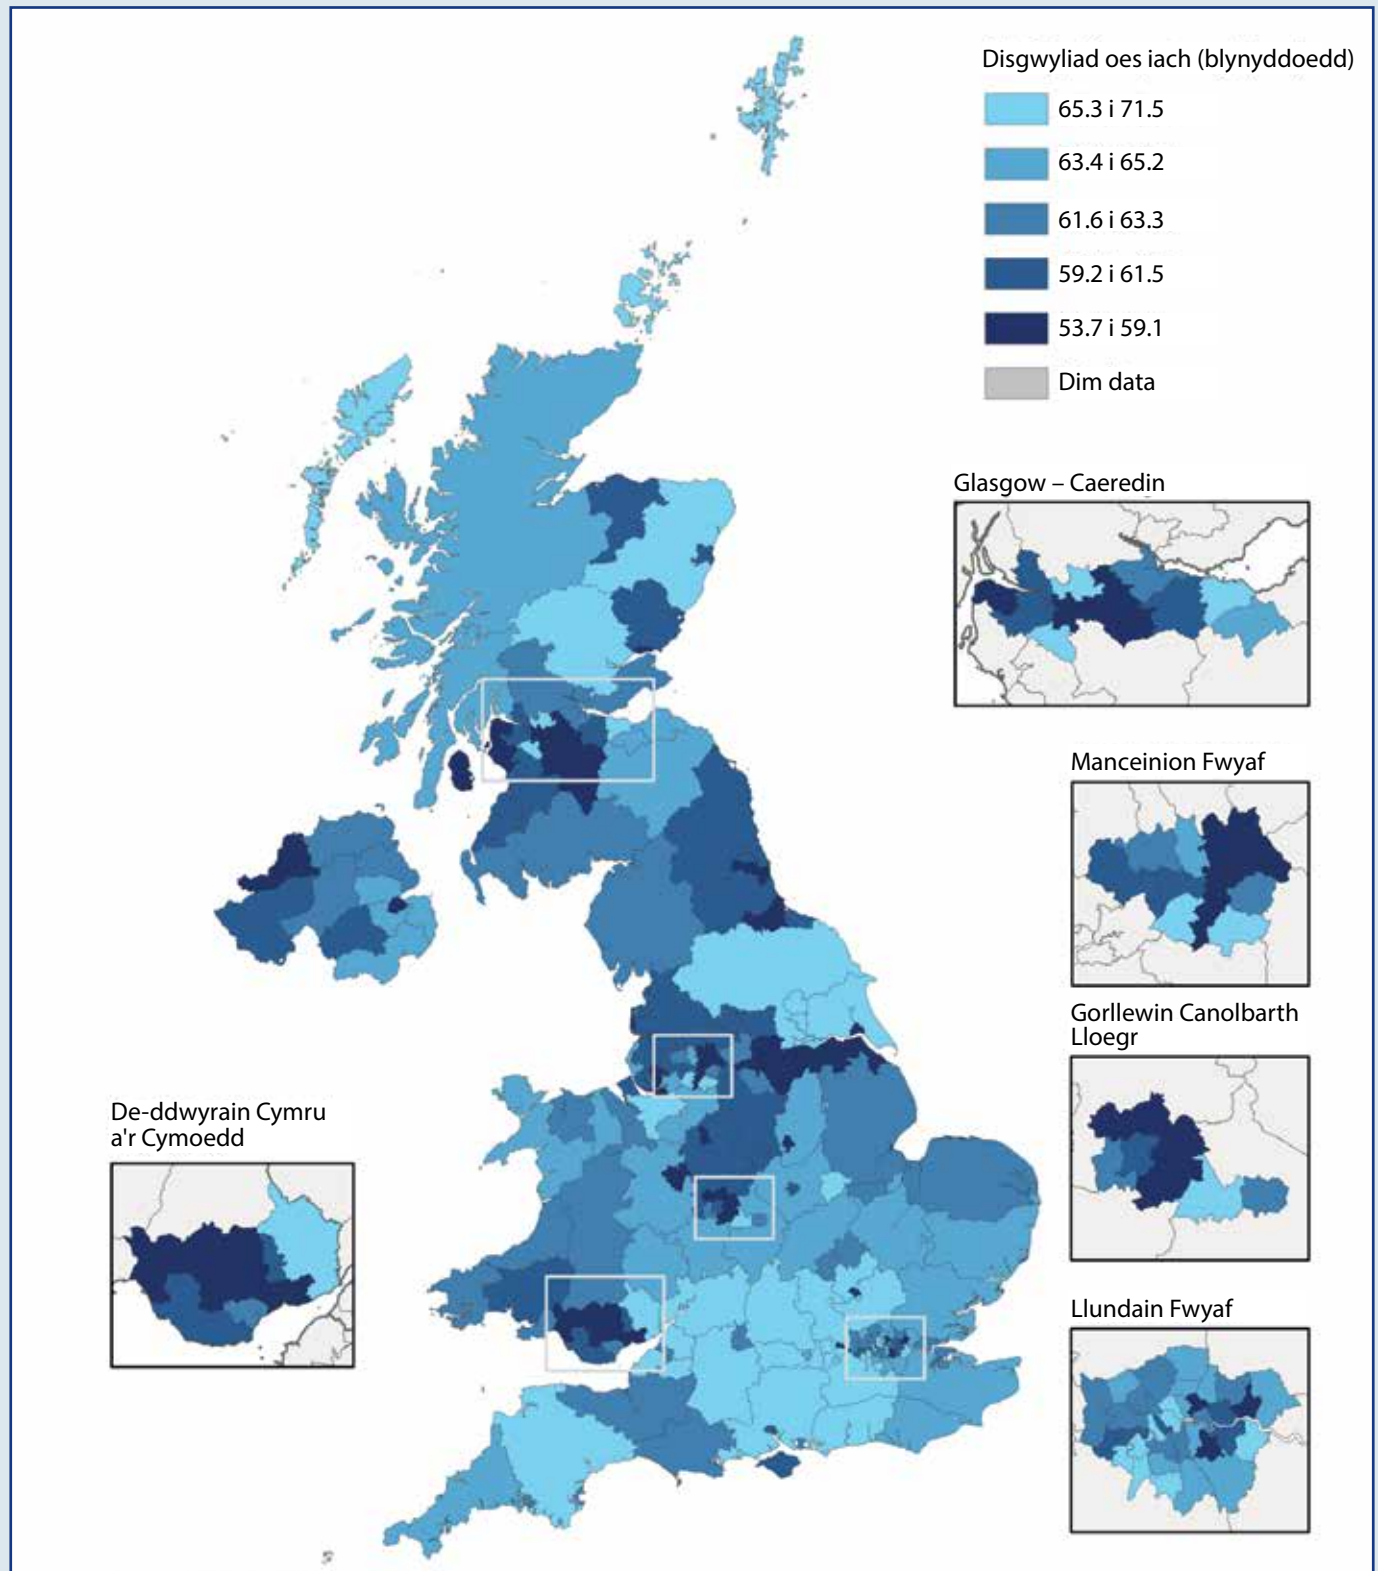 Disgwyliad oes iach (blynyddoedd)
65.3 i 71.5
63.4 i 65.2
61.6 i 63.3
59.2 i 61.5
53.7 i 59.1
Dim data
Glasgow – Caeredin
Manceinion Fwyaf
Gorllewin Canolbarth
Lloegr
De-ddwyrain Cymru
a'r Cymoedd
Llundain Fwyaf